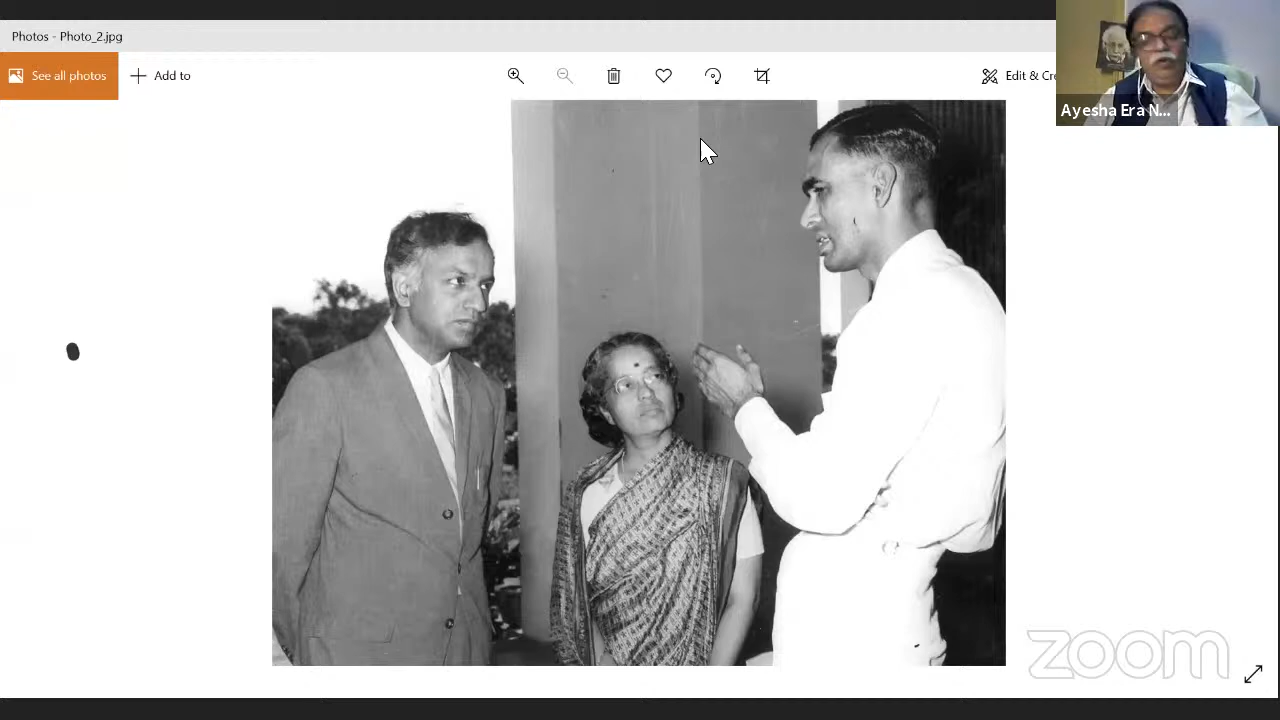 Photos - Photo_2.jpg
See all photos
Add to
Edit & Cre
Ayesha Era N...
zoom